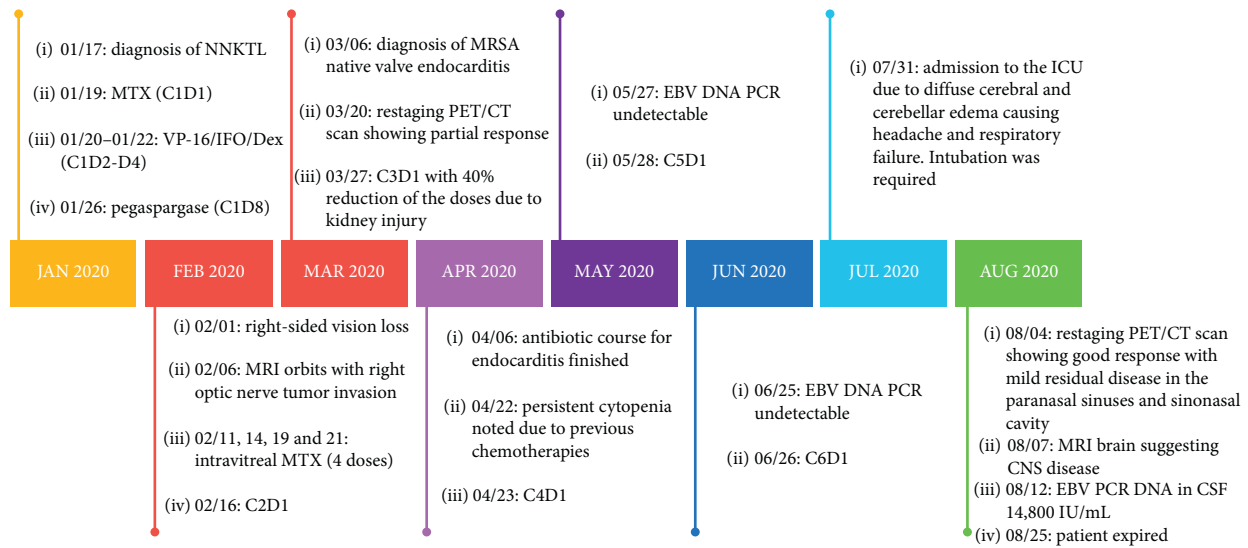 (i) 01/17: diagnosis of NNKTL
(ii) 01/19: MTX (C1D1)
(iii) 01/20–01/22: VP-16/IFO/Dex
(C1D2-D4)
(iv) 01/26: pegaspargase (C1D8)
(i) 03/06: diagnosis of MRSA
native valve endocarditis
(ii) 03/20: restaging PET/CT
scan showing partial response
(iii) 03/27: C3D1 with 40%
reduction of the doses due to
kidney injury
(i) 05/27: EBV DNA PCR
undetectable
(ii) 05/28: C5D1
(i) 07/31: admission to the ICU
due to diffuse cerebral and
cerebellar edema causing
headache and respiratory
failure. Intubation was
required
JAN 2020
FEB 2020
MAR 2020
APR 2020
MAY 2020
JUN 2020
JUL 2020
AUG 2020
(i) 02/01: right-sided vision loss
(ii) 02/06: MRI orbits with right
optic nerve tumor invasion
(iii) 02/11, 14, 19 and 21:
intravitreal MTX (4 doses)
(iv) 02/16: C2D1
(i) 04/06: antibiotic course for
endocarditis finished
(ii) 04/22: persistent cytopenia
noted due to previous
chemotherapies
(iii) 04/23: C4D1
(i) 06/25: EBV DNA PCR
undetectable
(ii) 06/26: C6D1
(i) 08/04: restaging PET/CT scan
showing good response with
mild residual disease in the
paranasal sinuses and sinonasal
cavity
(ii) 08/07: MRI brain suggesting
CNS disease
(iii) 08/12: EBV PCR DNA in CSF
14,800 IU/mL
(iv) 08/25: patient expired